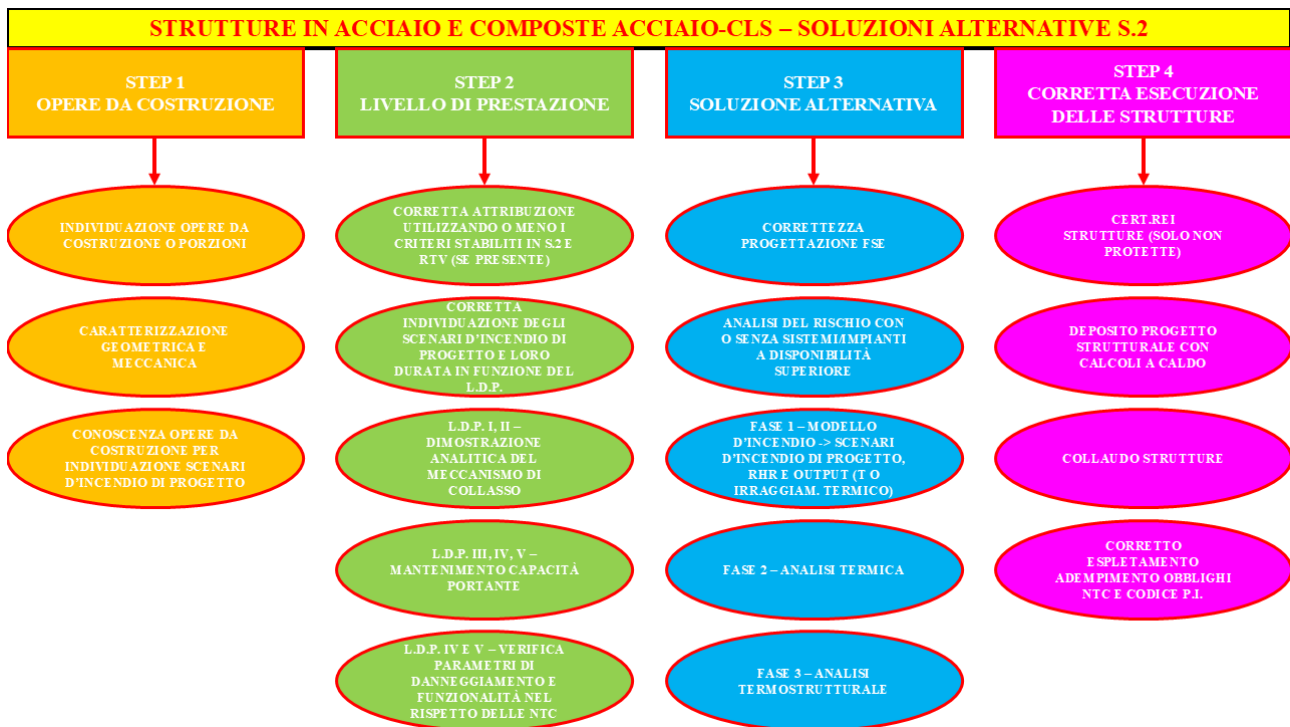 STRUTTURE IN ACCIAIO E COMPOSTE ACCIAIO-CLS – SOLUZIONI ALTERNATIVE S.2
STEP 1
OPERE DA COSTRUZIONE
INDIVIDUAZIONE OPERE DA
COSTRUZIONE O PORZIONI
CARATTERIZZAZIONE
GEOMETRICA E
MECCANICA
CONOSCENZA OPERE DA
COSTRUZIONE PER
INDIVIDUAZIONE SCENARI
D'INCENDIO DI PROGETTO
STEP 2
LIVELLO DI PRESTAZIONE
CORRETTA ATTRIBUZIONE
UTILIZZANDO O MENO I
CRITERI STABILITI IN S.2 E
RTV (SE PRESENTE)
CORRETTA
INDIVIDUAZIONE DEGLI
SCENARI D'INCENDIO DI
PROGETTO E LORO
DURATA IN FUNZIONE DEL
L.D.P.
L.D.P. I, II –
DIMOSTRAZIONE
ANALITICA DEL
MECCANISMO DI
COLLASSO
L.D.P. III, IV, V –
MANTENIMENTO CAPACITÀ
PORTANTE
L.D.P. IV E V – VERIFICA
PARAMETRI DI
DANNEGGIAMENTO E
FUNZIONALITÀ NEL
RISPETTO DELLE NTC
STEP 3
SOLUZIONE ALTERNATIVA
CORRETTEZZA
PROGETTAZIONE FSE
ANALISI DEL RISCHIO CON
O SENZA SISTEMI/IMPIANTI
A DISPONIBILITÀ
SUPERIORE
FASE 1 – MODELLO
D'INCENDIO -> SCENARI
D'INCENDIO DI PROGETTO,
RHR E OUTPUT (T O
IRRAGGIAM. TERMICO)
FASE 2 – ANALISI TERMICA
FASE 3 – ANALISI
TERMOSTRUTTURALE
STEP 4
CORRETTA ESECUZIONE
DELLE STRUTTURE
CERT.REI
STRUTTURE (SOLO NON
PROTETTE)
DEPOSITO PROGETTO
STRUTTURALE CON
CALCOLI A CALDO
COLLAUDO STRUTTURE
CORRETTO
ESPLETAMENTO
ADEMPIMENTO OBBLIGHI
NTC E CODICE P.I.